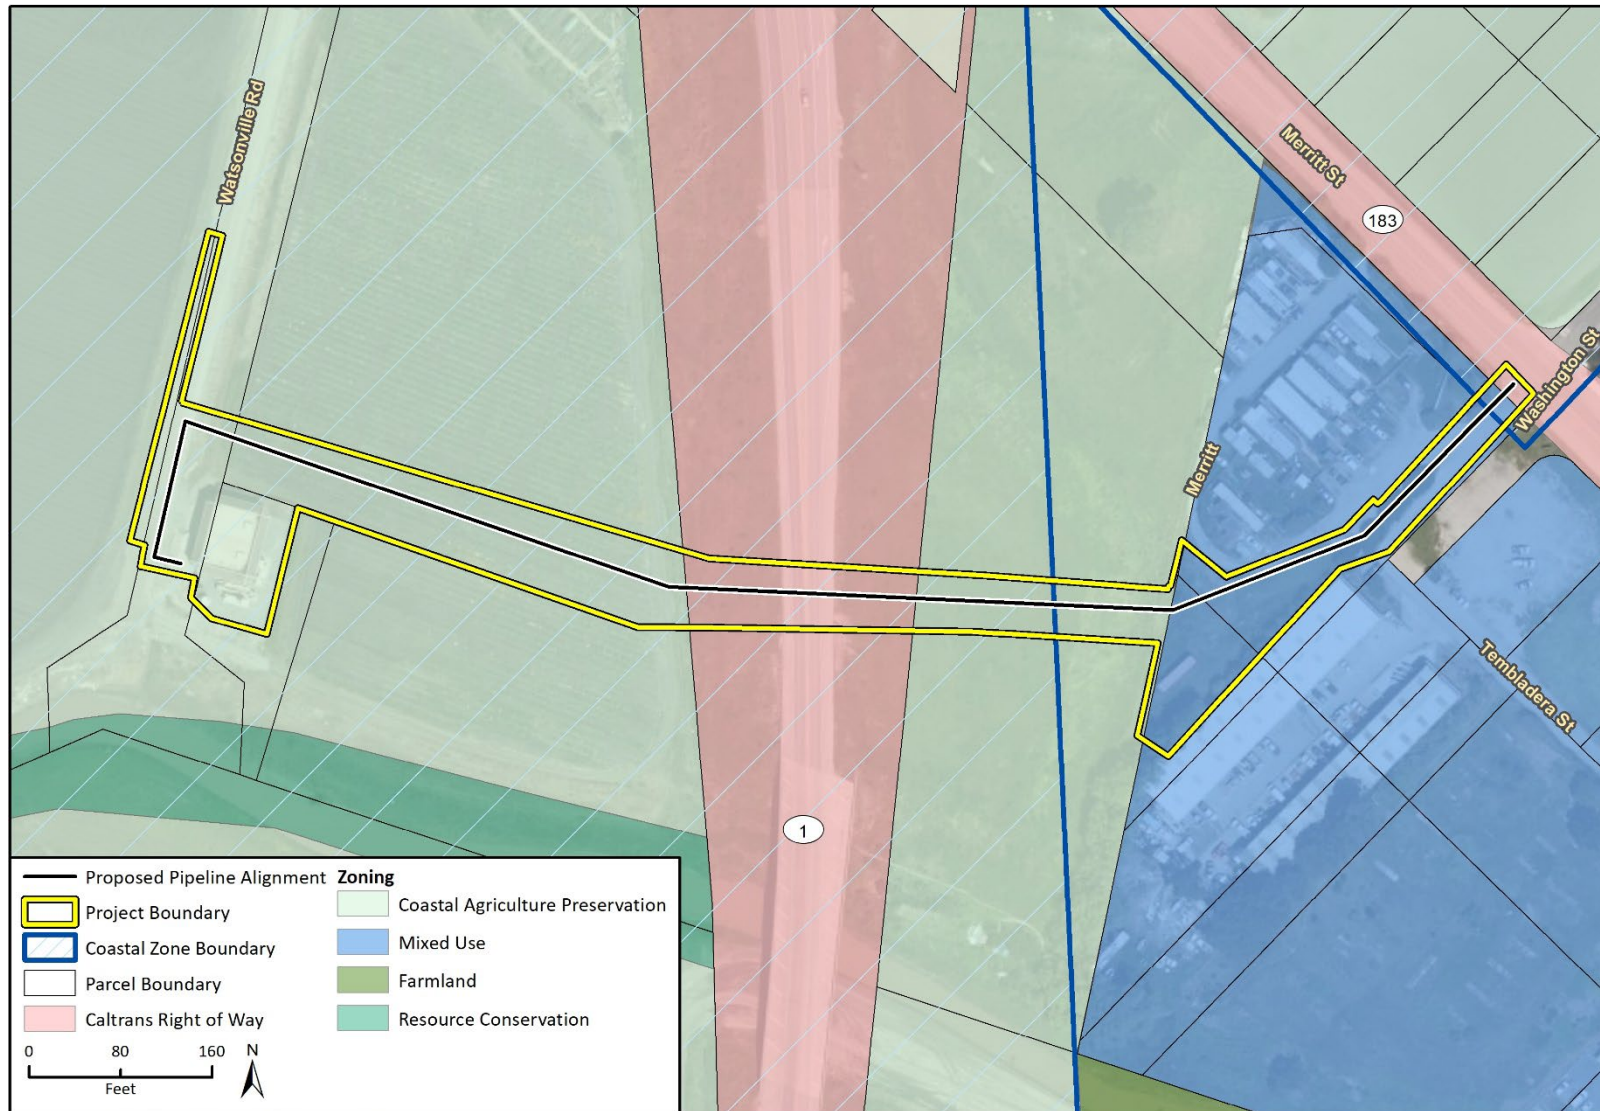 Watsonville Rd
Merritt St
183
Washington St
Merritt
Tembladera St
1
Proposed Pipeline Alignment
Project Boundary
Coastal Zone Boundary
Parcel Boundary
Caltrans Right of Way
Zoning
Coastal Agriculture Preservation
Mixed Use
Farmland
Resource Conservation
0 80 160
Feet
N